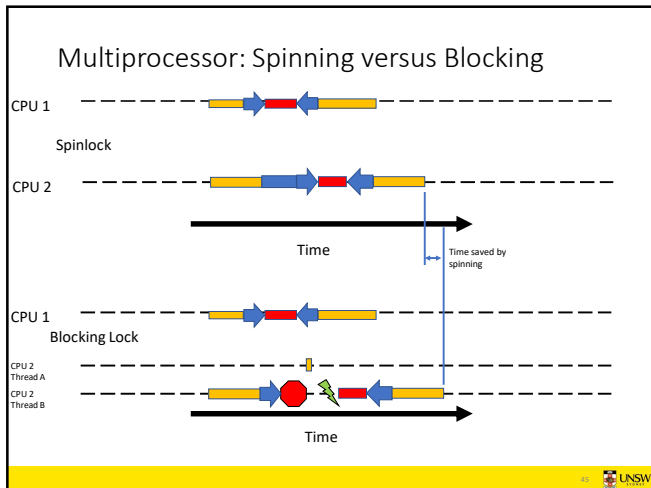 Multiprocessor: Spinning versus Blocking
CPU 1
Spinlock
CPU 2
Time
Time saved by
spinning
CPU 1
Blocking Lock
CPU 2
Thread A
CPU 2
Thread B
Time
45
UNSW
SYDNEY